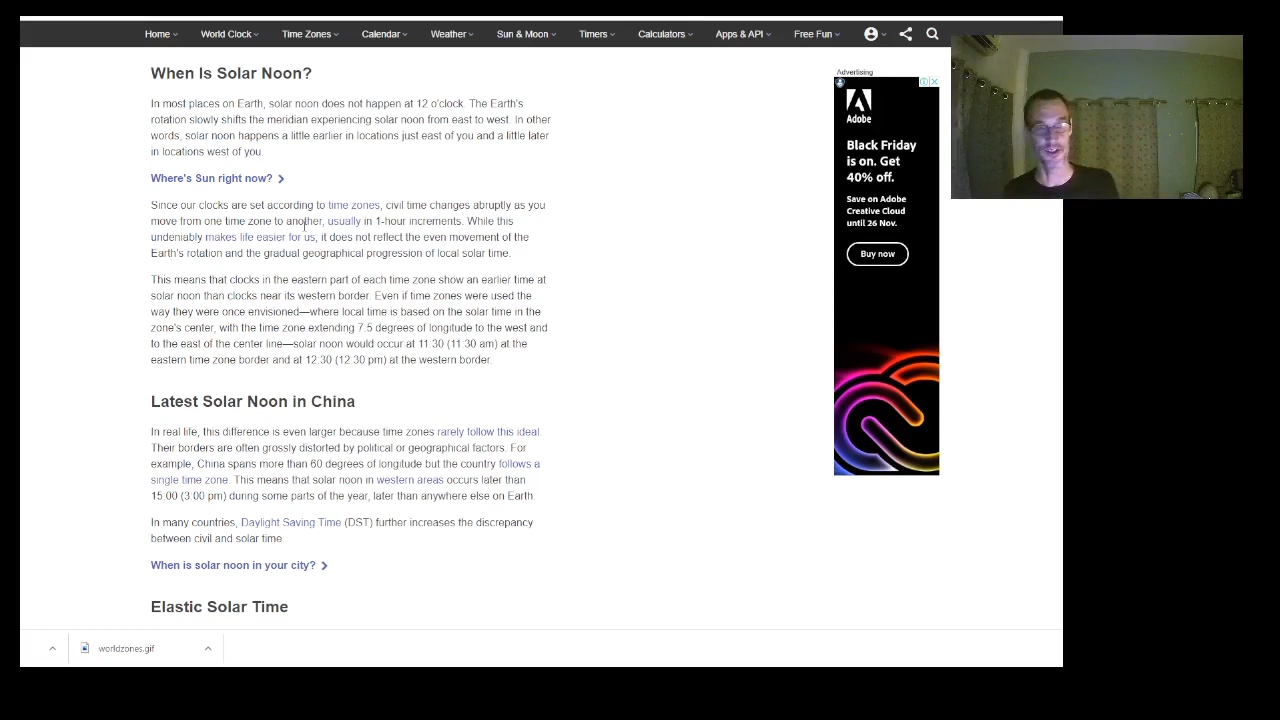 Home
World Clock
Time Zones
Calendar
Weather
Sun & Moon
Timers
Calculators
Apps & API
Free Fun
When Is Solar Noon?
In most places on Earth, solar noon does not happen at 12 o'clock. The Earth's
rotation slowly shifts the meridian experiencing solar noon from east to west. In other
words, solar noon happens a little earlier in locations just east of you and a little later
in locations west of you.
Where's Sun right now?
Since our clocks are set according to time zones, civil time changes abruptly as you
move from one time zone to another, usually in 1-hour increments. While this
undeniably makes life easier for us, it does not reflect the even movement of the
Earth's rotation and the gradual geographical progression of local solar time.
This means that clocks in the eastern part of each time zone show an earlier time at
solar noon than clocks near its western border. Even if time zones were used the
way they were once envisioned—where local time is based on the solar time in the
zone's center, with the time zone extending 7.5 degrees of longitude to the west and
to the east of the center line—solar noon would occur at 11:30 (11:30 am) at the
eastern time zone border and at 12:30 (12:30 pm) at the western border.
Latest Solar Noon in China
In real life, this difference is even larger because time zones rarely follow this ideal.
Their borders are often grossly distorted by political or geographical factors. For
example, China spans more than 60 degrees of longitude but the country follows a
single time zone. This means that solar noon in western areas occurs later than
15:00 (3:00 pm) during some parts of the year, later than anywhere else on Earth.
In many countries, Daylight Saving Time (DST) further increases the discrepancy
between civil and solar time.
When is solar noon in your city?
Elastic Solar Time
Advertising
Adobe
Black Friday
is on. Get
40% off.
Save on Adobe
Creative Cloud
until 26 Nov.
Buy now
worldzones.gif